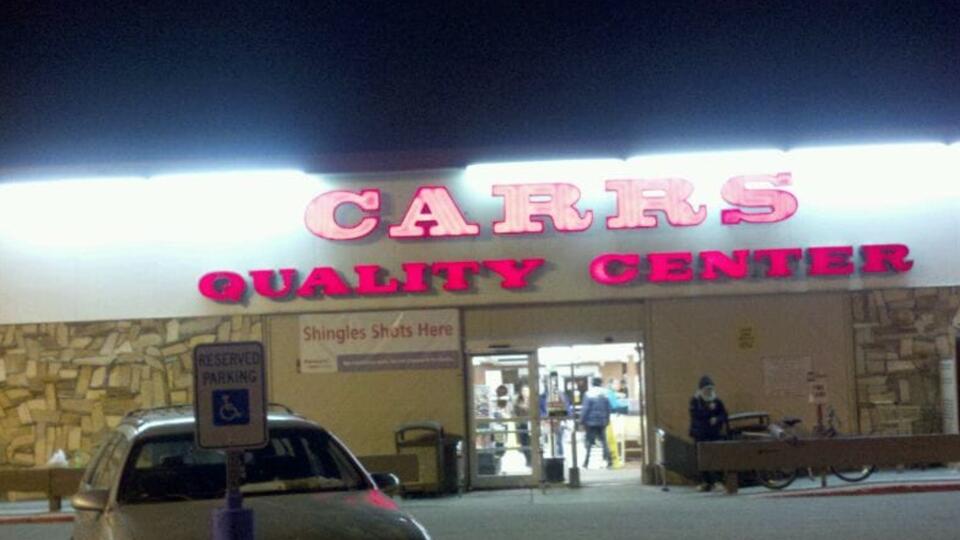 CARRS
QUALITY CENTER
Shingles Shots Here
RESERVED
PARKING